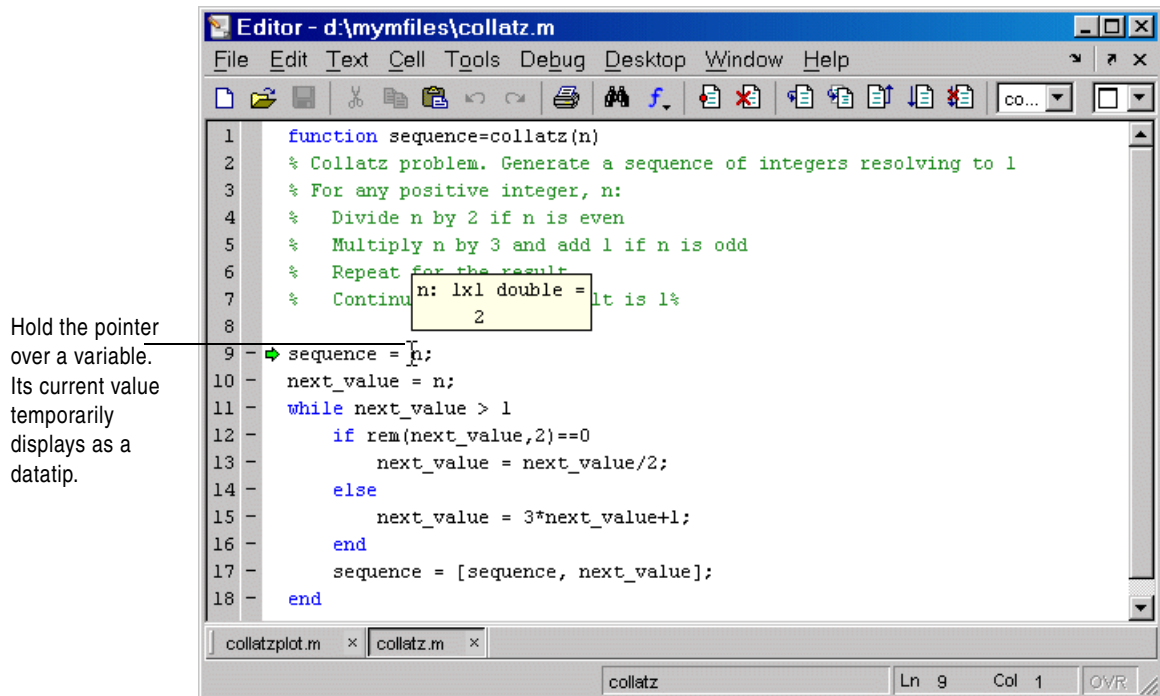 Editor - d:\mymfiles\collatz.m
File Edit Text Cell Tools Debug Desktop Window Help
co...
1 function sequence=collatz(n)
2 % Collatz problem. Generate a sequence of integers resolving to 1
3 % For any positive integer, n:
4 % Divide n by 2 if n is even
5 % Multiply n by 3 and add 1 if n is odd
6 % Repeat for the result
7 % Continu lt is 1%
n: 1x1 double =
2
8
9 - sequence = n;
10 - next_value = n;
11 - while next_value > 1
12 - if rem(next_value,2)==0
13 - next_value = next_value/2;
14 - else
15 - next_value = 3*next_value+1;
16 - end
17 - sequence = [sequence, next_value];
18 - end
Hold the pointer
over a variable.
Its current value
temporarily
displays as a
datatip.
collatzplot.m × collatz.m ×
collatz Ln 9 Col 1 OVR